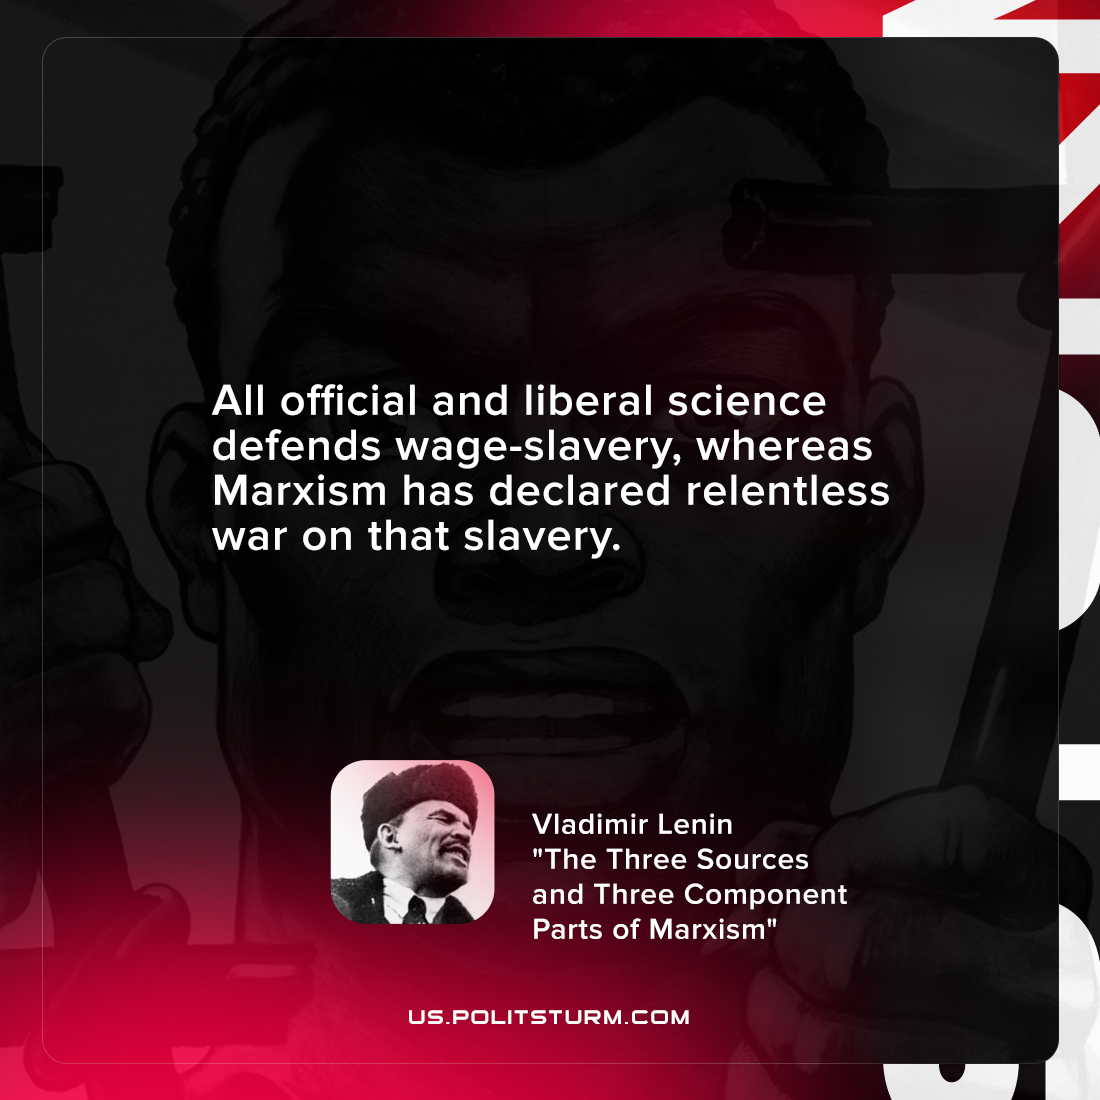 All official and liberal science
defends wage-slavery, whereas
Marxism has declared relentless
war on that slavery.
Vladimir Lenin
"The Three Sources
and Three Component
Parts of Marxism"
US.POLITSTURM.COM